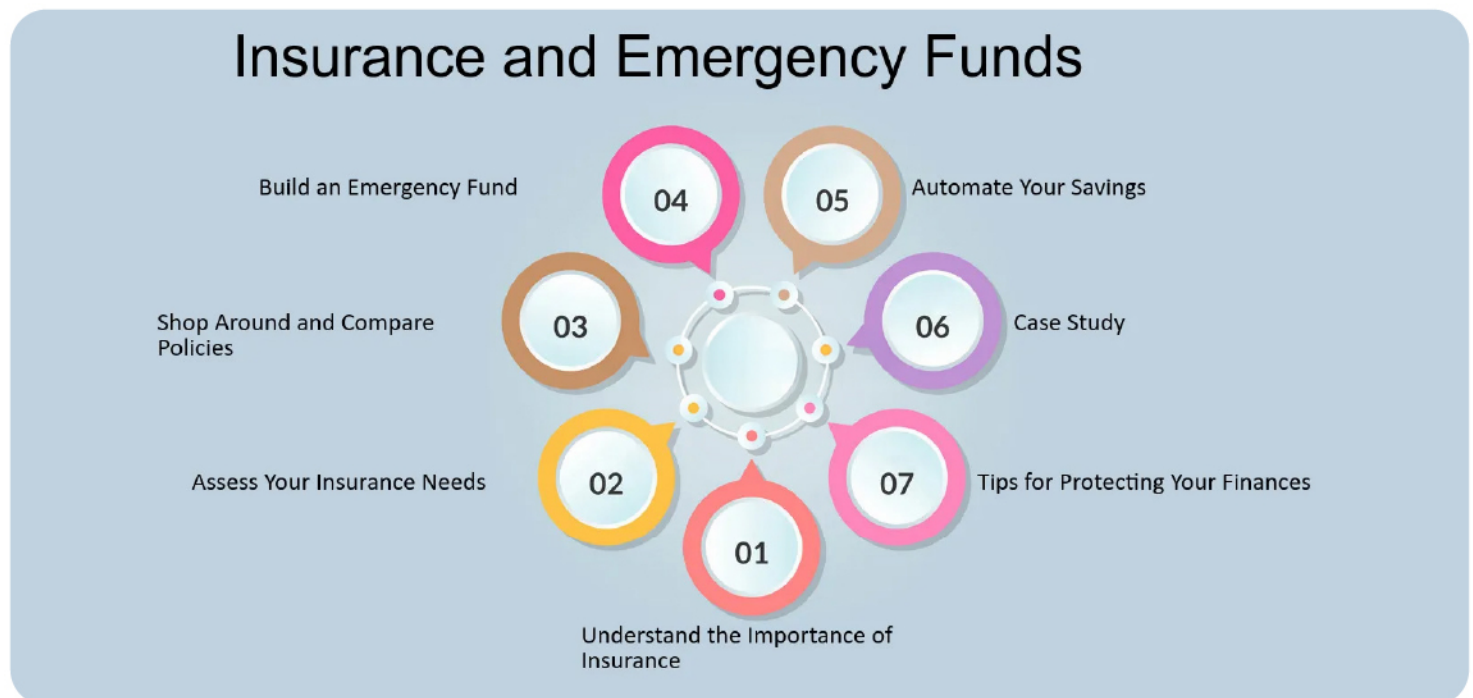 Insurance and Emergency Funds
04
Build an Emergency Fund
05
Automate Your Savings
03
Shop Around and Compare
Policies
06
Case Study
02
Assess Your Insurance Needs
07
Tips for Protecting Your Finances
01
Understand the Importance of
Insurance